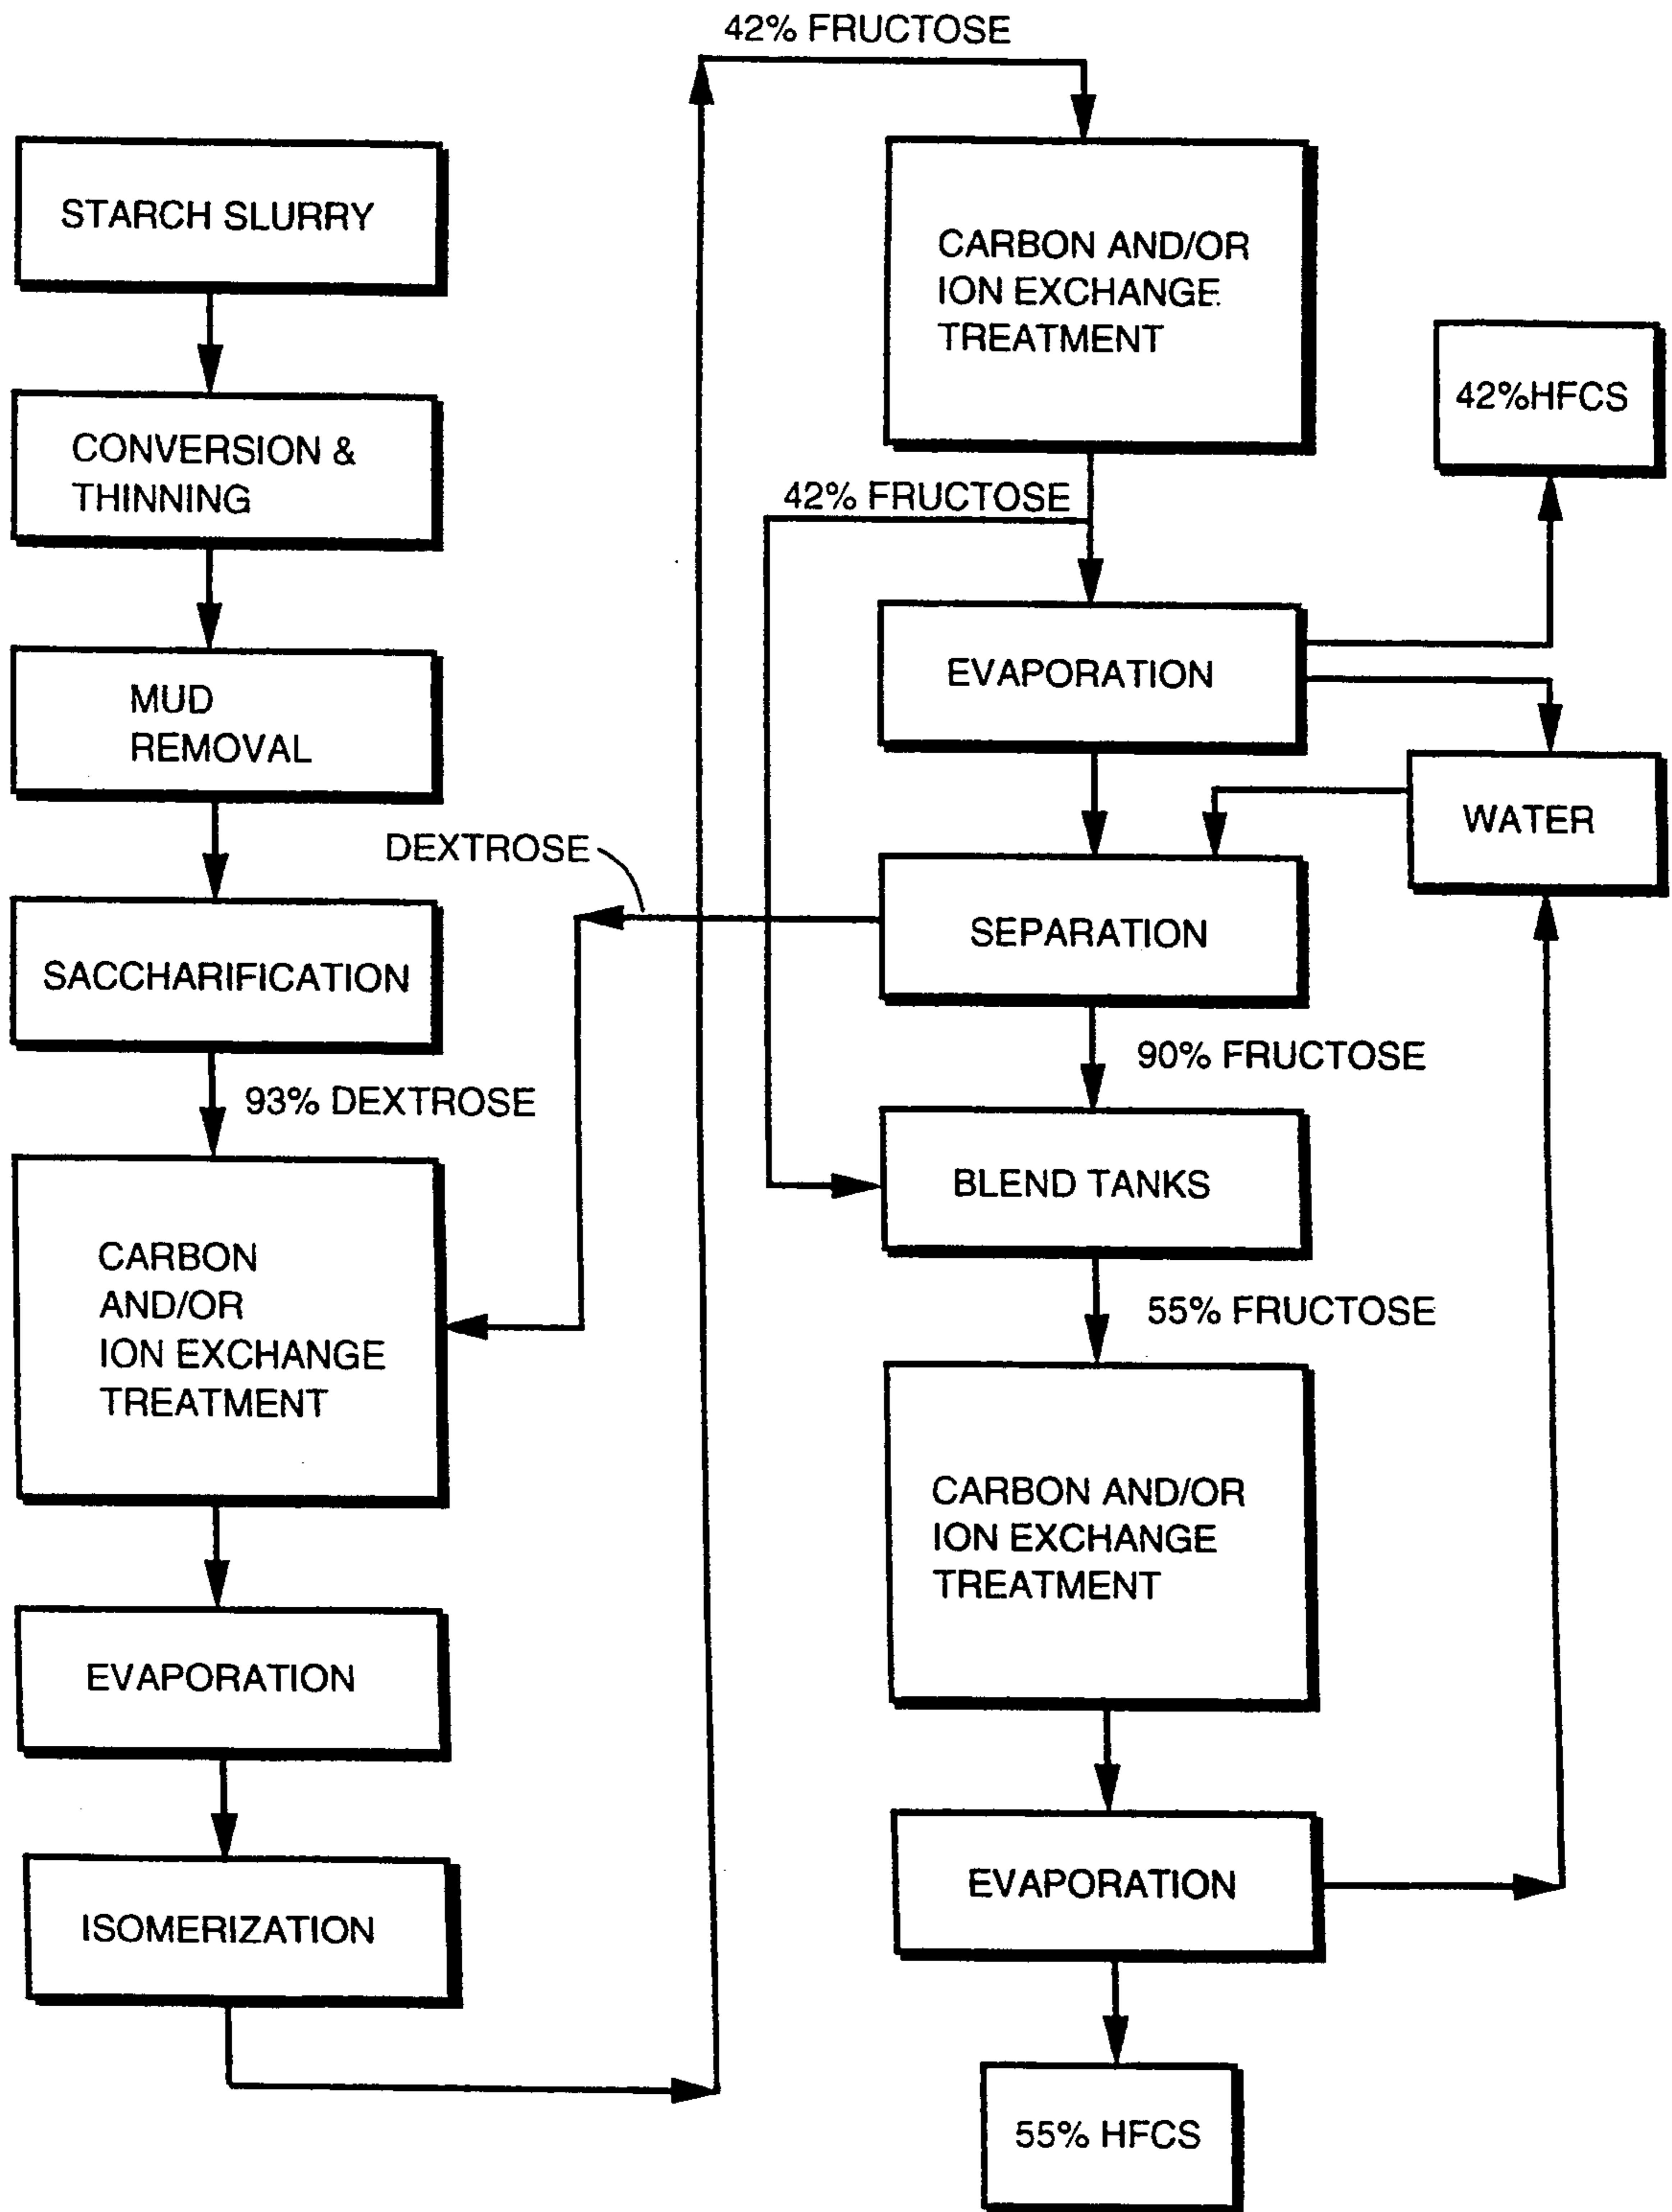 42% FRUCTOSE
STARCH SLURRY
CONVERSION &
THINNING
MUD
REMOVAL
SACCHARIFICATION
93% DEXTROSE
CARBON
AND/OR
ION EXCHANGE
TREATMENT
EVAPORATION
ISOMERIZATION
DEXTROSE
CARBON AND/OR
ION EXCHANGE
TREATMENT
42% FRUCTOSE
42%HFCS
EVAPORATION
WATER
SEPARATION
90% FRUCTOSE
BLEND TANKS
55% FRUCTOSE
CARBON AND/OR
ION EXCHANGE
TREATMENT
EVAPORATION
55% HFCS